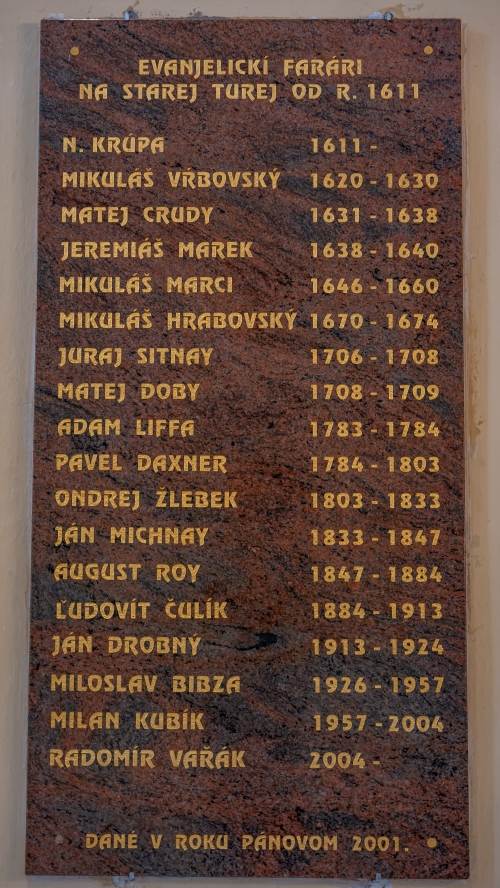 EVANJELICKÍ FARÁRI
NA STAREJ TUREJ OD R. 1611
N. KRÚPA 1611 -
MIKULÁŠ VŔBOVSKÝ 1620 - 1630
MATEJ CRUDY 1631 - 1638
JEREMIÁŠ MAREK 1638 - 1640
MIKULÁŠ MARCI 1646 - 1660
MIKULÁŠ HRABOVSKÝ 1670 - 1674
JURAJ SITNAY 1706 - 1708
MATEJ DOBY 1708 - 1709
ADAM LIFFA 1783 - 1784
PAVEL DAXNER 1784 - 1803
ONDREJ ŽLEBEK 1803 - 1833
JÁN MICHNAY 1833 - 1847
AUGUST ROY 1847 - 1884
ĽUDOVÍT ČULÍK 1884 - 1913
JÁN DROBNÝ 1913 - 1924
MILOSLAV BIBZA 1926 - 1957
MILAN KUBÍK 1957 - 2004
RADOMÍR VAŘÁK 2004 -
DANÉ V ROKU PÁNOVOM 2001.